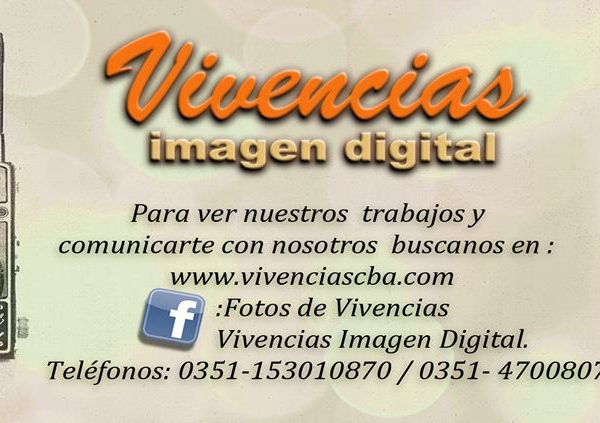 Vivencias
imagen digital
Para ver nuestros trabajos y
comunicarte con nosotros buscanos en :
www.vivenciascba.com
f :Fotos de Vivencias
Vivencias Imagen Digital.
Teléfonos: 0351-153010870 / 0351- 4700807